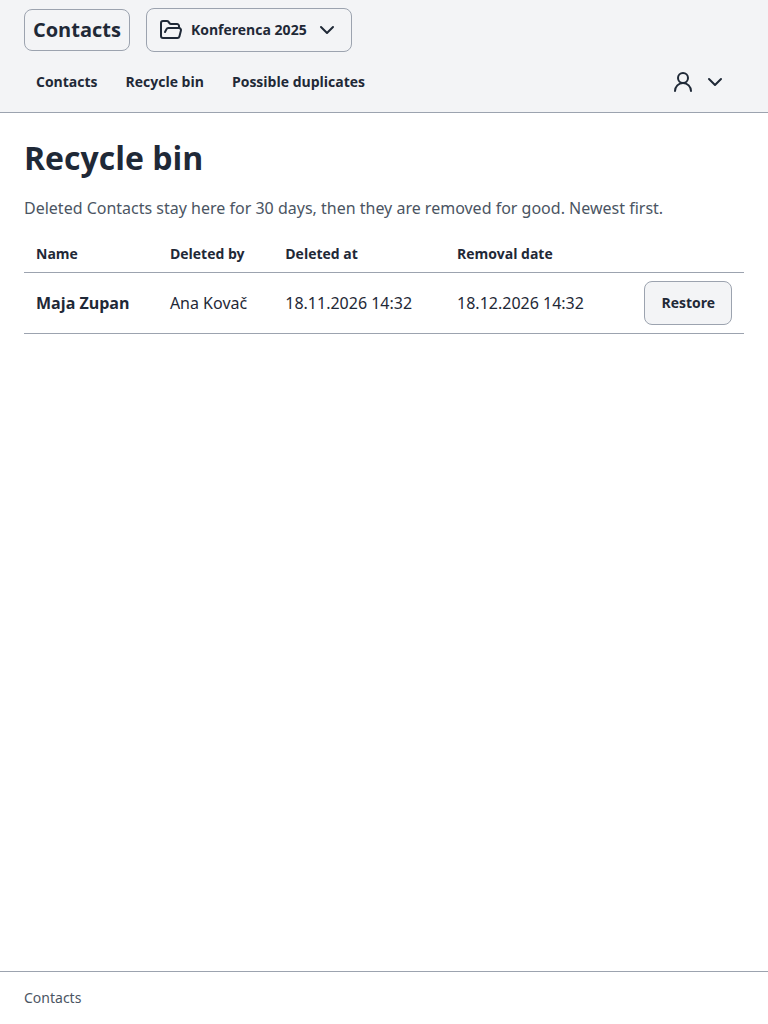 Contacts
Konferenca 2025
Contacts Recycle bin Possible duplicates
Recycle bin
Deleted Contacts stay here for 30 days, then they are removed for good. Newest first.
Name Deleted by Deleted at Removal date
Maja Zupan Ana Kovač 18.11.2026 14:32 18.12.2026 14:32 Restore
Contacts